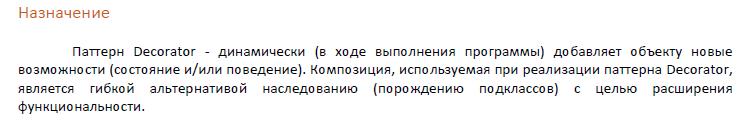 Назначение
Паттерн Decorator - динамически (в ходе выполнения программы) добавляет объекту новые
возможности (состояние и/или поведение). Композиция, используемая при реализации паттерна Decorator,
является гибкой альтернативой наследованию (порождению подклассов) с целью расширения
функциональности.